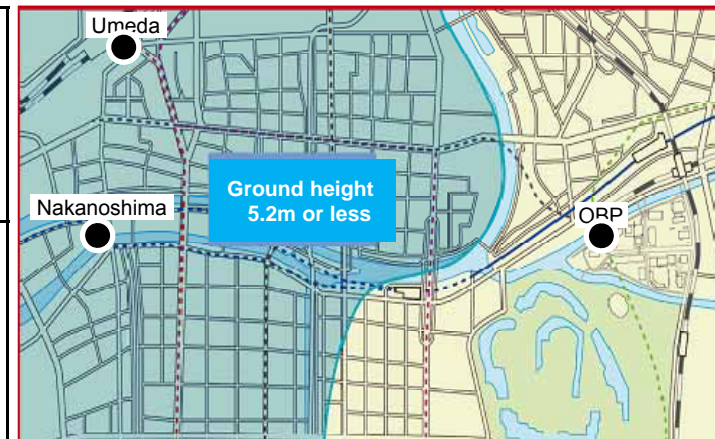 Umeda
Ground height
5.2m or less
Nakanoshima
OBP